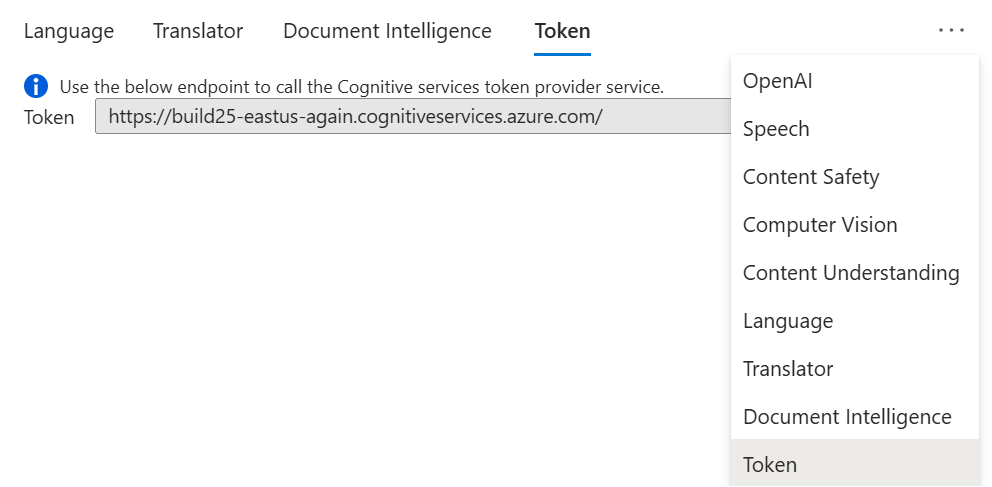 Language Translator Document Intelligence Token ...
Use the below endpoint to call the Cognitive services token provider service.
Token https://build25-eastus-again.cognitiveservices.azure.com/
OpenAI
Speech
Content Safety
Computer Vision
Content Understanding
Language
Translator
Document Intelligence
Token